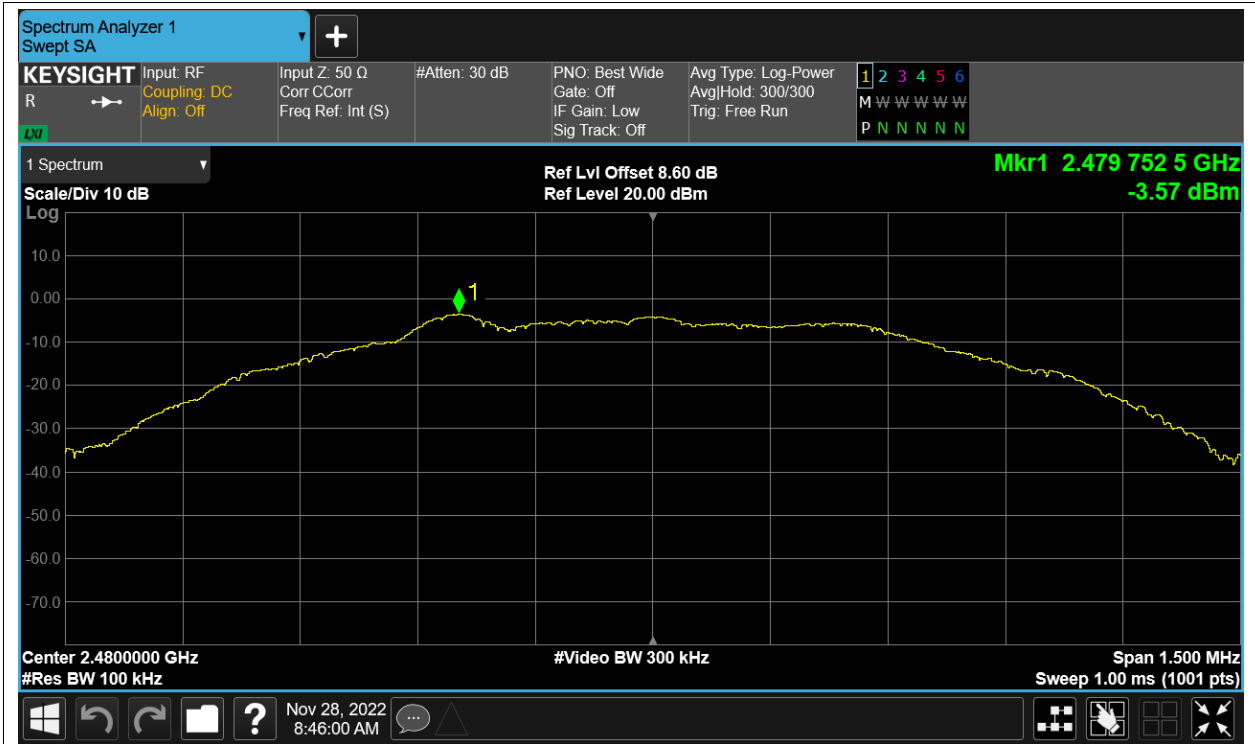 Spectrum Analyzer 1
Swept SA
KEYSIGHT
R
LXI
Input: RF
Coupling: DC
Align: Off
Input Z: 50 Ω
Corr CCorr
Freq Ref: Int (S)
#Atten: 30 dB
PNO: Best Wide
Gate: Off
IF Gain: Low
Sig Track: Off
Avg Type: Log-Power
Avg|Hold: 300/300
Trig: Free Run
1 2 3 4 5 6
M W W W W W W
P N N N N N
1 Spectrum
Scale/Div 10 dB
Log
Ref Lvl Offset 8.60 dB
Ref Level 20.00 dBm
Mkr1 2.479 752 5 GHz
-3.57 dBm
1
10.0
0.00
-10.0
-20.0
-30.0
-40.0
-50.0
-60.0
-70.0
Center 2.4800000 GHz
#Res BW 100 kHz
#Video BW 300 kHz
Span 1.500 MHz
Sweep 1.00 ms (1001 pts)
?
Nov 28, 2022
8:46:00 AM